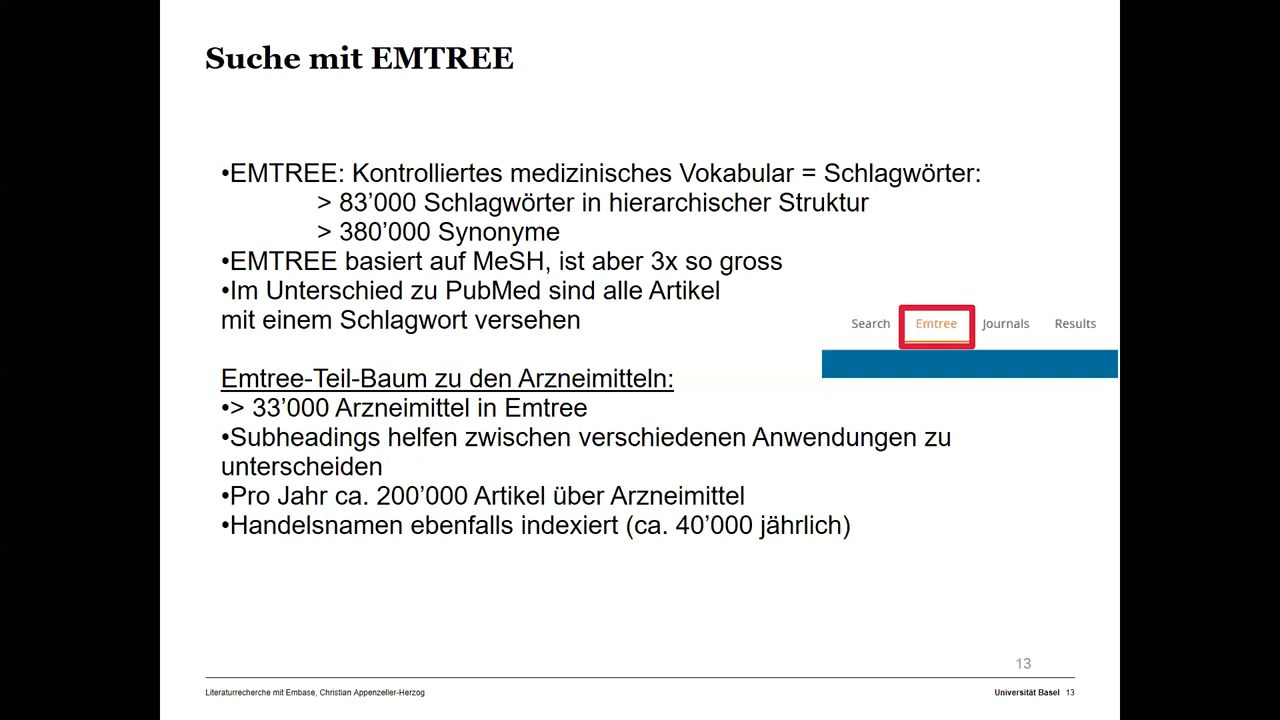 Suche mit EMTREE
•EMTREE: Kontrolliertes medizinisches Vokabular = Schlagwörter:
> 83’000 Schlagwörter in hierarchischer Struktur
> 380’000 Synonyme
•EMTREE basiert auf MeSH, ist aber 3x so gross
•Im Unterschied zu PubMed sind alle Artikel
mit einem Schlagwort versehen
Search Emtree Journals Results
Emtree-Teil-Baum zu den Arzneimitteln:
•> 33’000 Arzneimittel in Emtree
•Subheadings helfen zwischen verschiedenen Anwendungen zu
unterscheiden
•Pro Jahr ca. 200’000 Artikel über Arzneimittel
•Handelsnamen ebenfalls indexiert (ca. 40’000 jährlich)
13
Literaturrecherche mit Embase, Christian Appenzeller-Herzog
Universität Basel 13